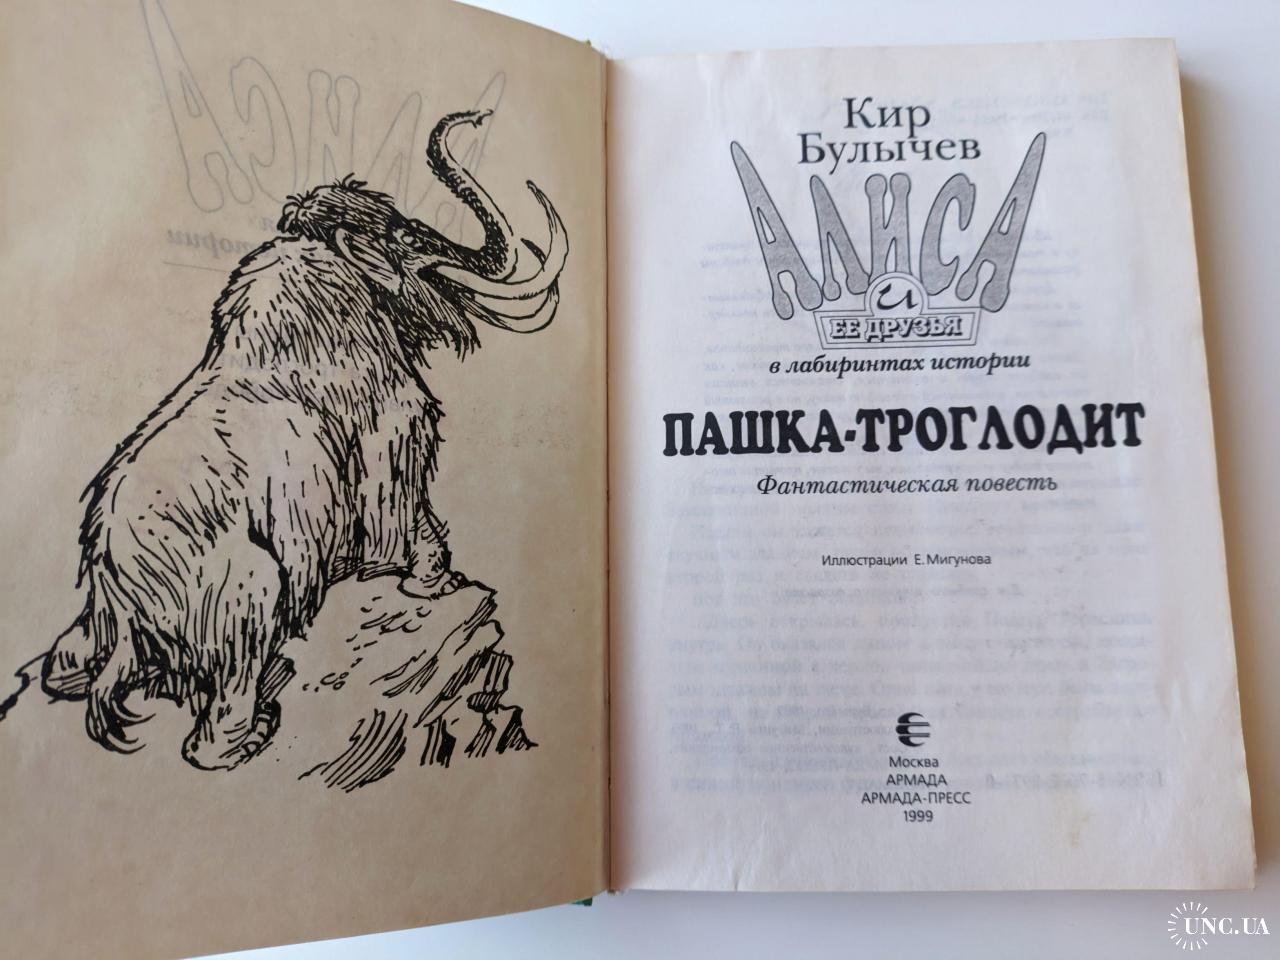 Кир
Булычев
АЛИСА
и
ЕЕ ДРУЗЬЯ
в лабиринтах истории
ПАШКА-ТРОГЛОДИТ
Фантастическая повесть
Иллюстрации Е. Мигунова
Москва
АРМАДА
АРМАДА-ПРЕСС
1999
UNC.UA